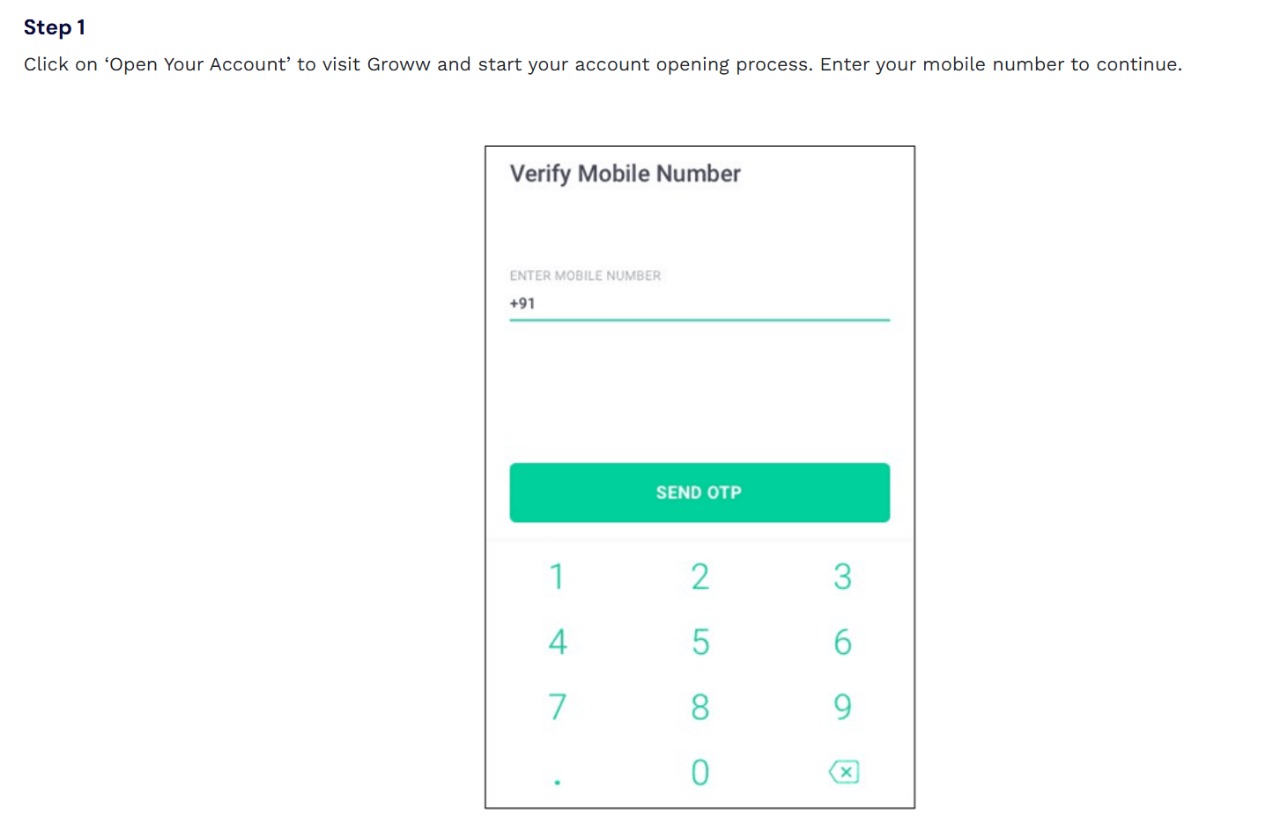 Step 1
Click on ‘Open Your Account’ to visit Groww and start your account opening process. Enter your mobile number to continue.
Verify Mobile Number
ENTER MOBILE NUMBER
+91
SEND OTP
1 2 3
4 5 6
7 8 9
. 0